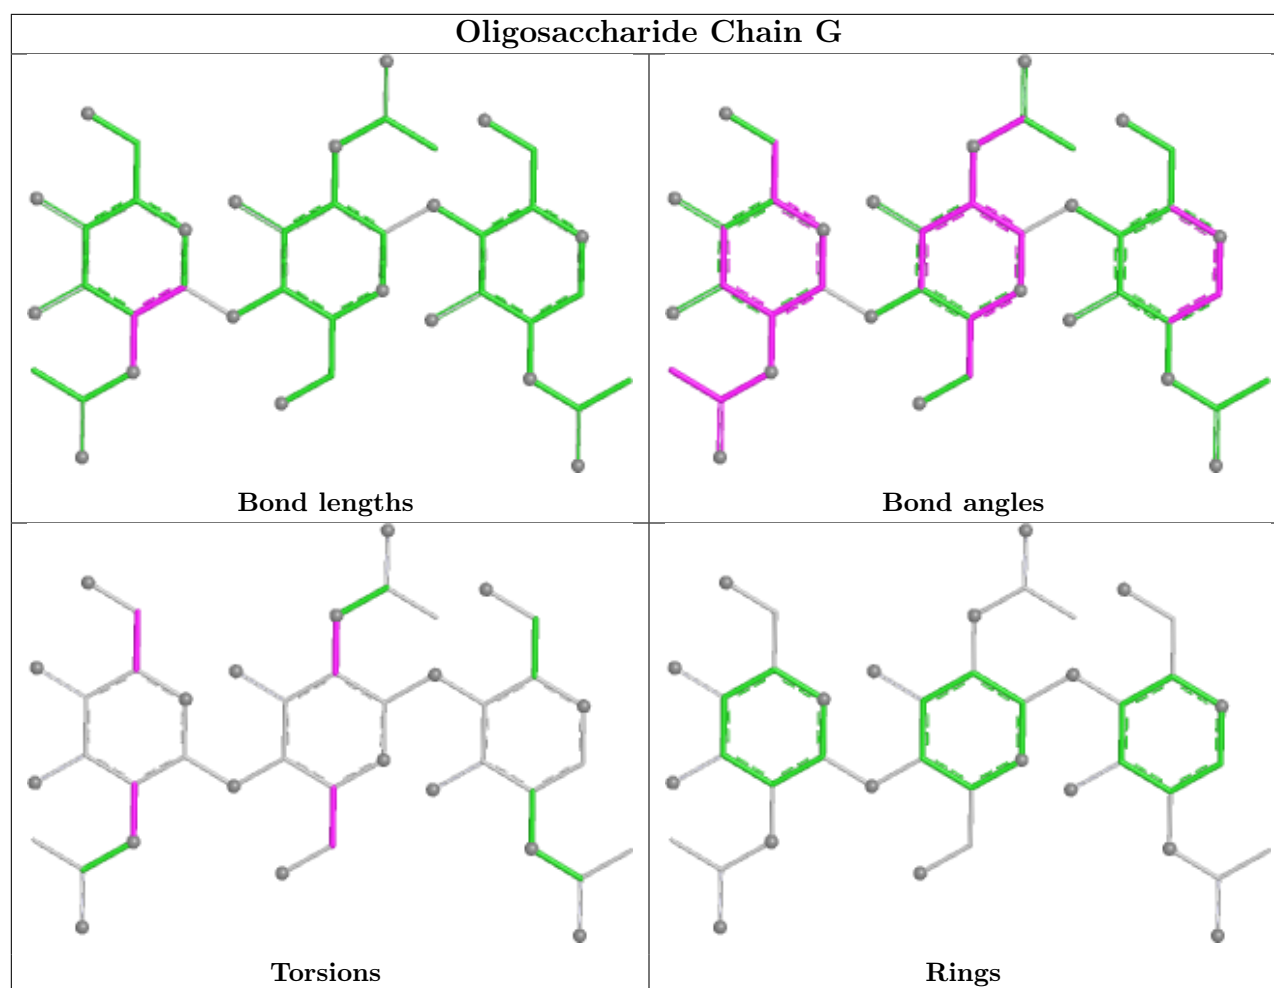 Oligosaccharide Chain G
Bond lengths
Bond angles
Torsions
Rings